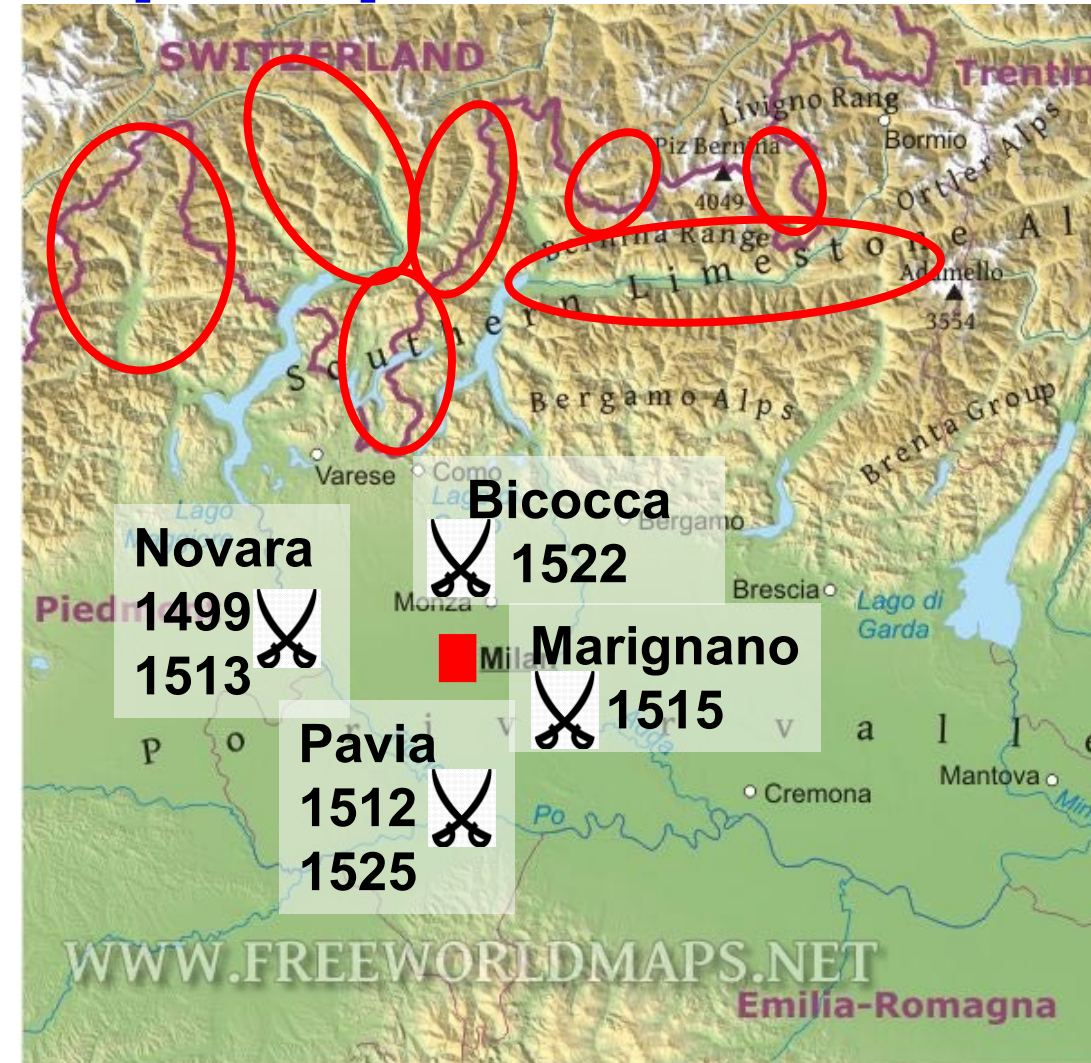 SWITZERLAND
Trentin
Livigno Rang
Piz Bernina
Bormio
4049
Ortler Alps
Bernina Range
Southern Limestone Al
Adamello
3554
Bergamo Alps
Brenta Group
Varese
Como
Lago
Lago
Bicocca
1522
Bergamo
Novara
1499
1513
Piedm
Monza
Brescia
Lago di
Garda
Milan
Marignano
1515
Pavia
1512
1525
Po
Cremona
Mantova
Min
WWW.FREEWORLDMAPS.NET
Emilia-Romagna